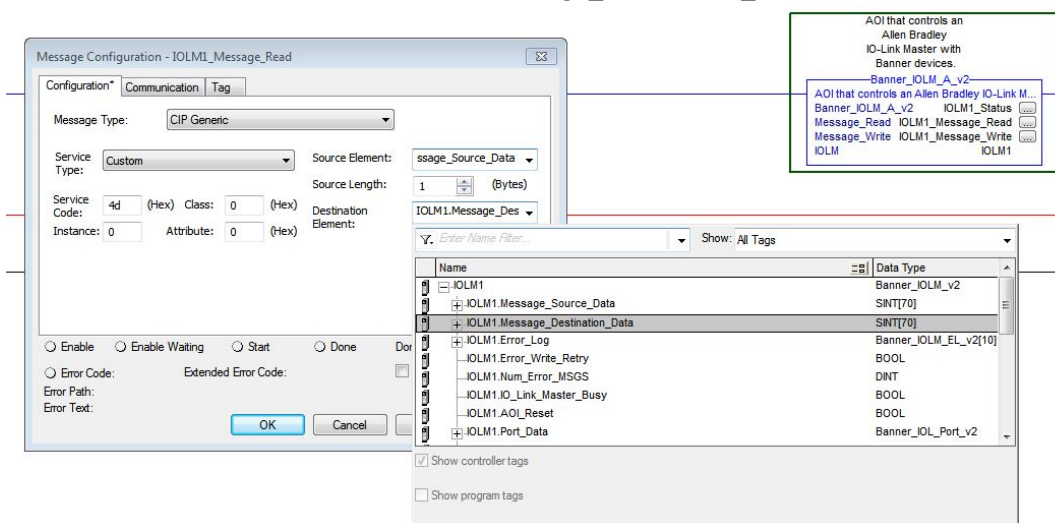 AOI that controls an
Allen Bradley
IO-Link Master with
Banner devices.
Banner_IOLM_A_v2
AOI that controls an Allen Bradley IO-Link M...
Banner_IOLM_A_v2 IOLM1_Status ...
Message_Read IOLM1_Message_Read ...
Message_Write IOLM1_Message_Write ...
IOLM IOLM1
Message Configuration - IOLM1_Message_Read
Configuration* Communication Tag
Message Type: CIP Generic
Service Type: Custom
Source Element: ssage_Source_Data
Source Length: 1 (Bytes)
Service Code: 4d (Hex) Class: 0 (Hex)
Destination Element: IOLM1.Message_Des
Instance: 0 Attribute: 0 (Hex)
Enter Name Filter... Show: All Tags
Name Data Type
IOLM1 Banner_IOLM_v2
IOLM1.Message_Source_Data SINT[70]
IOLM1.Message_Destination_Data SINT[70]
IOLM1.Error_Log Banner_IOLM_EL_v2[10]
IOLM1.Error_Write_Retry BOOL
IOLM1.Num_Error_MSGS DINT
IOLM1.IO_Link_Master_Busy BOOL
IOLM1.AOI_Reset BOOL
IOLM1.Port_Data Banner_IOL_Port_v2
Show controller tags
Show program tags
Enable Enable Waiting Start Done Dor
Error Code: Extended Error Code:
Error Path:
Error Text:
OK Cancel